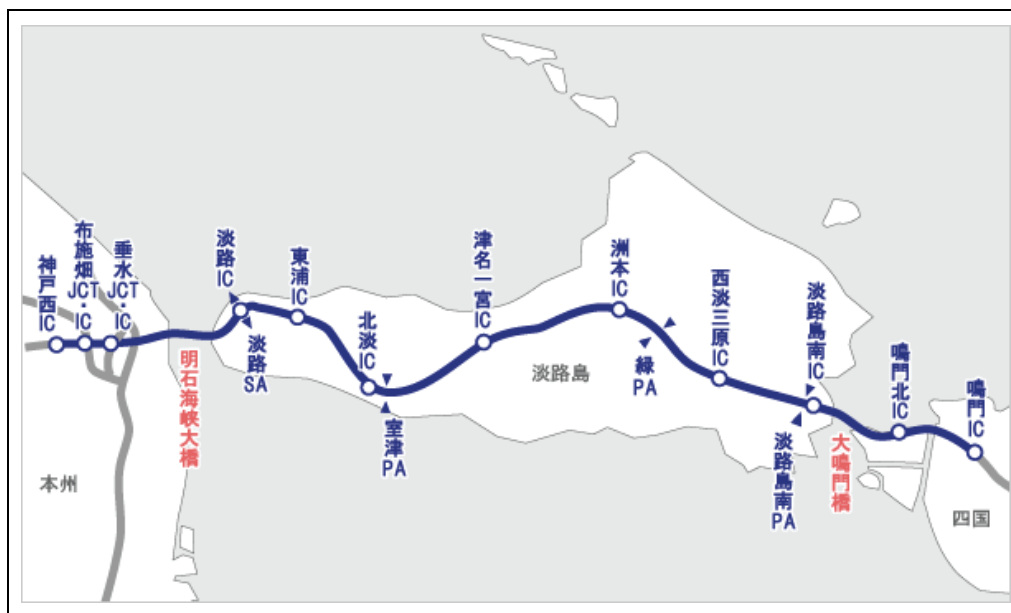 神戸西IC
布施畑JCT・IC
垂水JCT・IC
淡路IC
東浦IC
北淡IC
津名一宮IC
洲本IC
西淡三原IC
淡路島南IC
鳴門北IC
鳴門IC
明石海峡大橋
淡路SA
室津PA
淡路島
緑PA
淡路島南PA
大鳴門橋
本州
四国